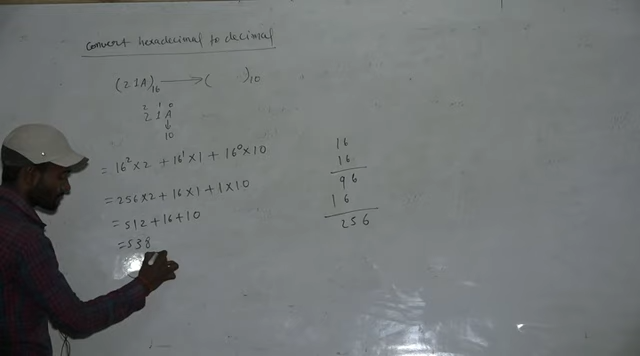 Convert hexadecimal to decimal
(21A)16 → ( )10
2 1 0
2 1 A
↓
10
= 16² × 2 + 16¹ × 1 + 16⁰ × 10
= 256 × 2 + 16 × 1 + 1 × 10
= 512 + 16 + 10
= 538
16
16
96
16
256